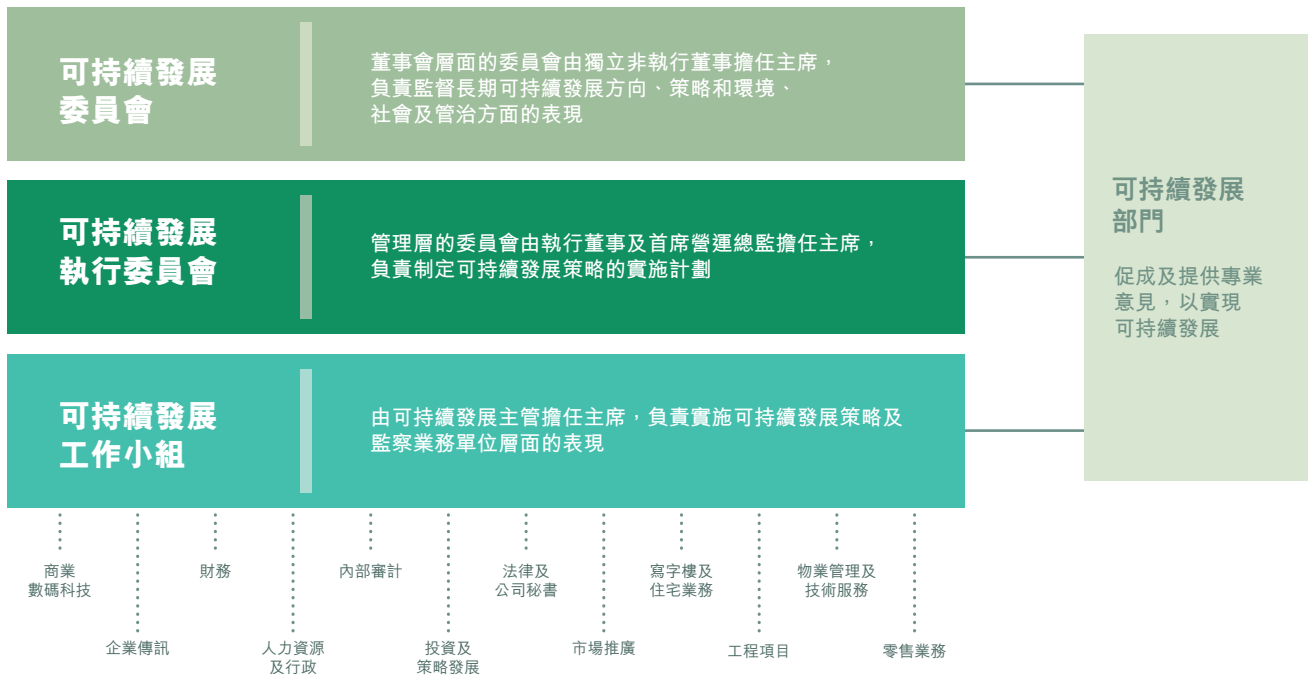 可持續發展
委員會
董事會層面的委員會由獨立非執行董事擔任主席，
負責監督長期可持續發展方向、策略和環境、
社會及管治方面的表現
可持續發展
執行委員會
管理層的委員會由執行董事及首席營運總監擔任主席，
負責制定可持續發展策略的實施計劃
可持續發展
工作小組
由可持續發展主管擔任主席，負責實施可持續發展策略及
監察業務單位層面的表現
可持續發展
部門
促成及提供專業
意見，以實現
可持續發展
商業
數碼科技
企業傳訊
財務
人力資源
及行政
內部審計
投資及
策略發展
法律及
公司秘書
市場推廣
寫字樓及
住宅業務
工程項目
物業管理及
技術服務
零售業務